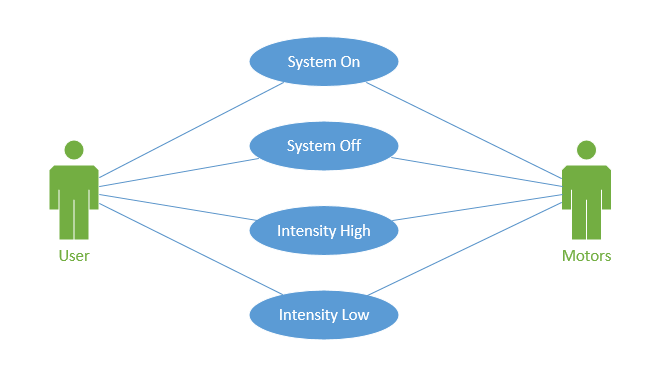 System On
System Off
Intensity High
User
Motors
Intensity Low